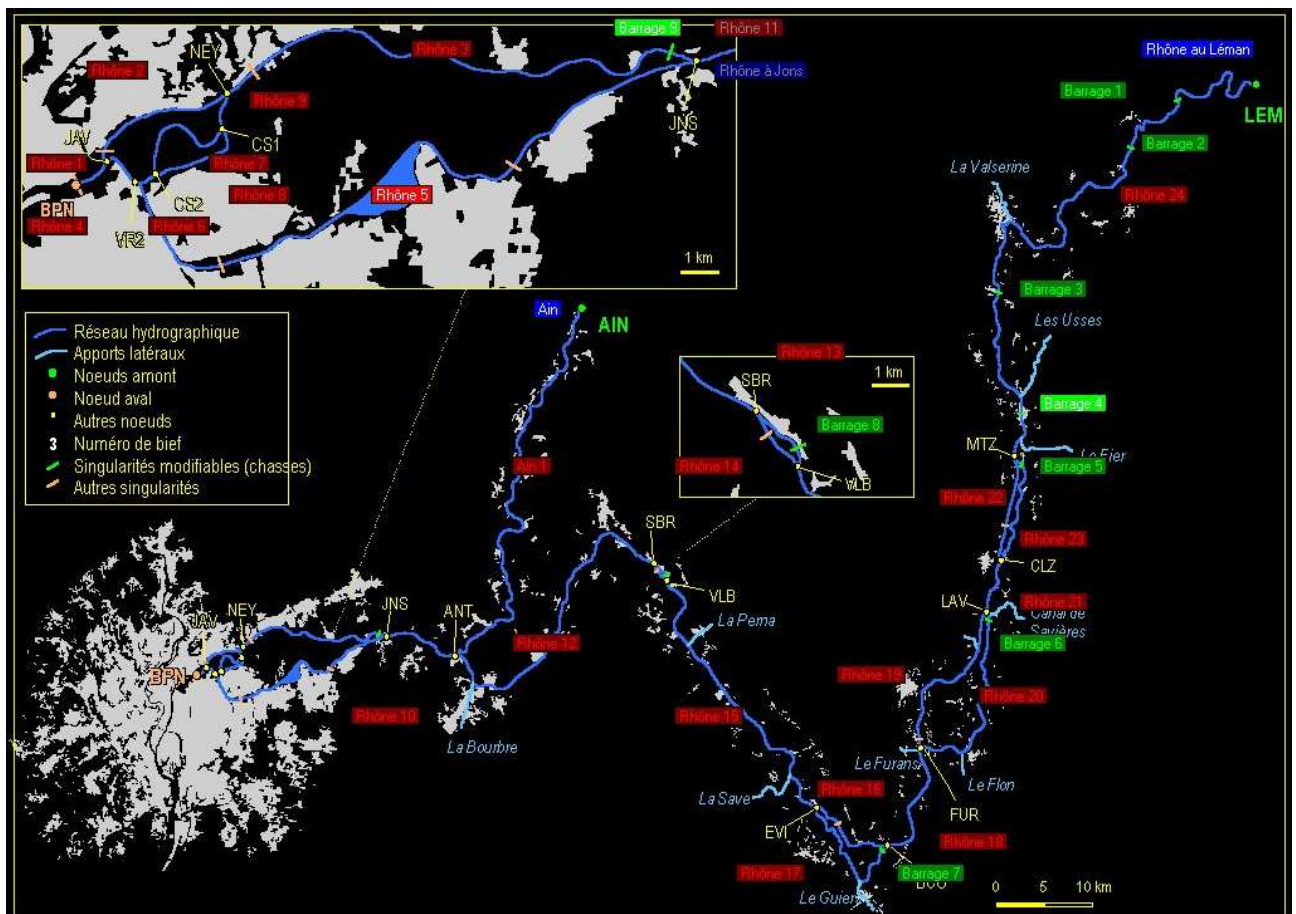 Barrage 9
Rhône 11
NEY
Rhône 3
Rhône 2
Rhône à Jons
Rhône 9
JNS
JAV
CS1
Rhône 1
Rhône 7
Rhône 8
Rhône 5
BPN
CS2
Rhône 4
VR2
Rhône 6
1 km
Rhône au Léman
Barrage 1
LEM
Barrage 2
La Valserine
Rhône 24
Barrage 3
Les Usses
Ain
AIN
Réseau hydrographique
Apports latéraux
Noeuds amont
Noeud aval
Autres noeuds
3 Numéro de bief
Singularités modifiables (chasses)
Autres singularités
Rhône 13
SBR
1 km
Barrage 8
Rhône 14
VLB
Barrage 4
MTZ
Le Fier
Barrage 5
Ain 1
Rhône 22
Rhône 23
CLZ
SBR
VLB
LAV
Rhône 21
Canal de
Savières
Barrage 6
NEY
JNS
ANT
JAV
La Perna
Rhône 12
BPN
Rhône 19
Rhône 20
Rhône 10
Rhône 15
La Bourbre
Le Furans
Le Flon
La Save
Rhône 16
FUR
EVI
Rhône 18
Rhône 17
Barrage 7
Le Guier
0 5 10 km